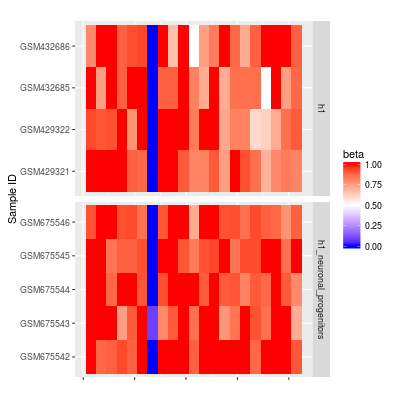 Sample ID
GSM432686
GSM432685
GSM429322
GSM429321
h1
GSM675546
GSM675545
GSM675544
GSM675543
GSM675542
h1_neuronal_progenitors
beta
1.00
0.75
0.50
0.25
0.00